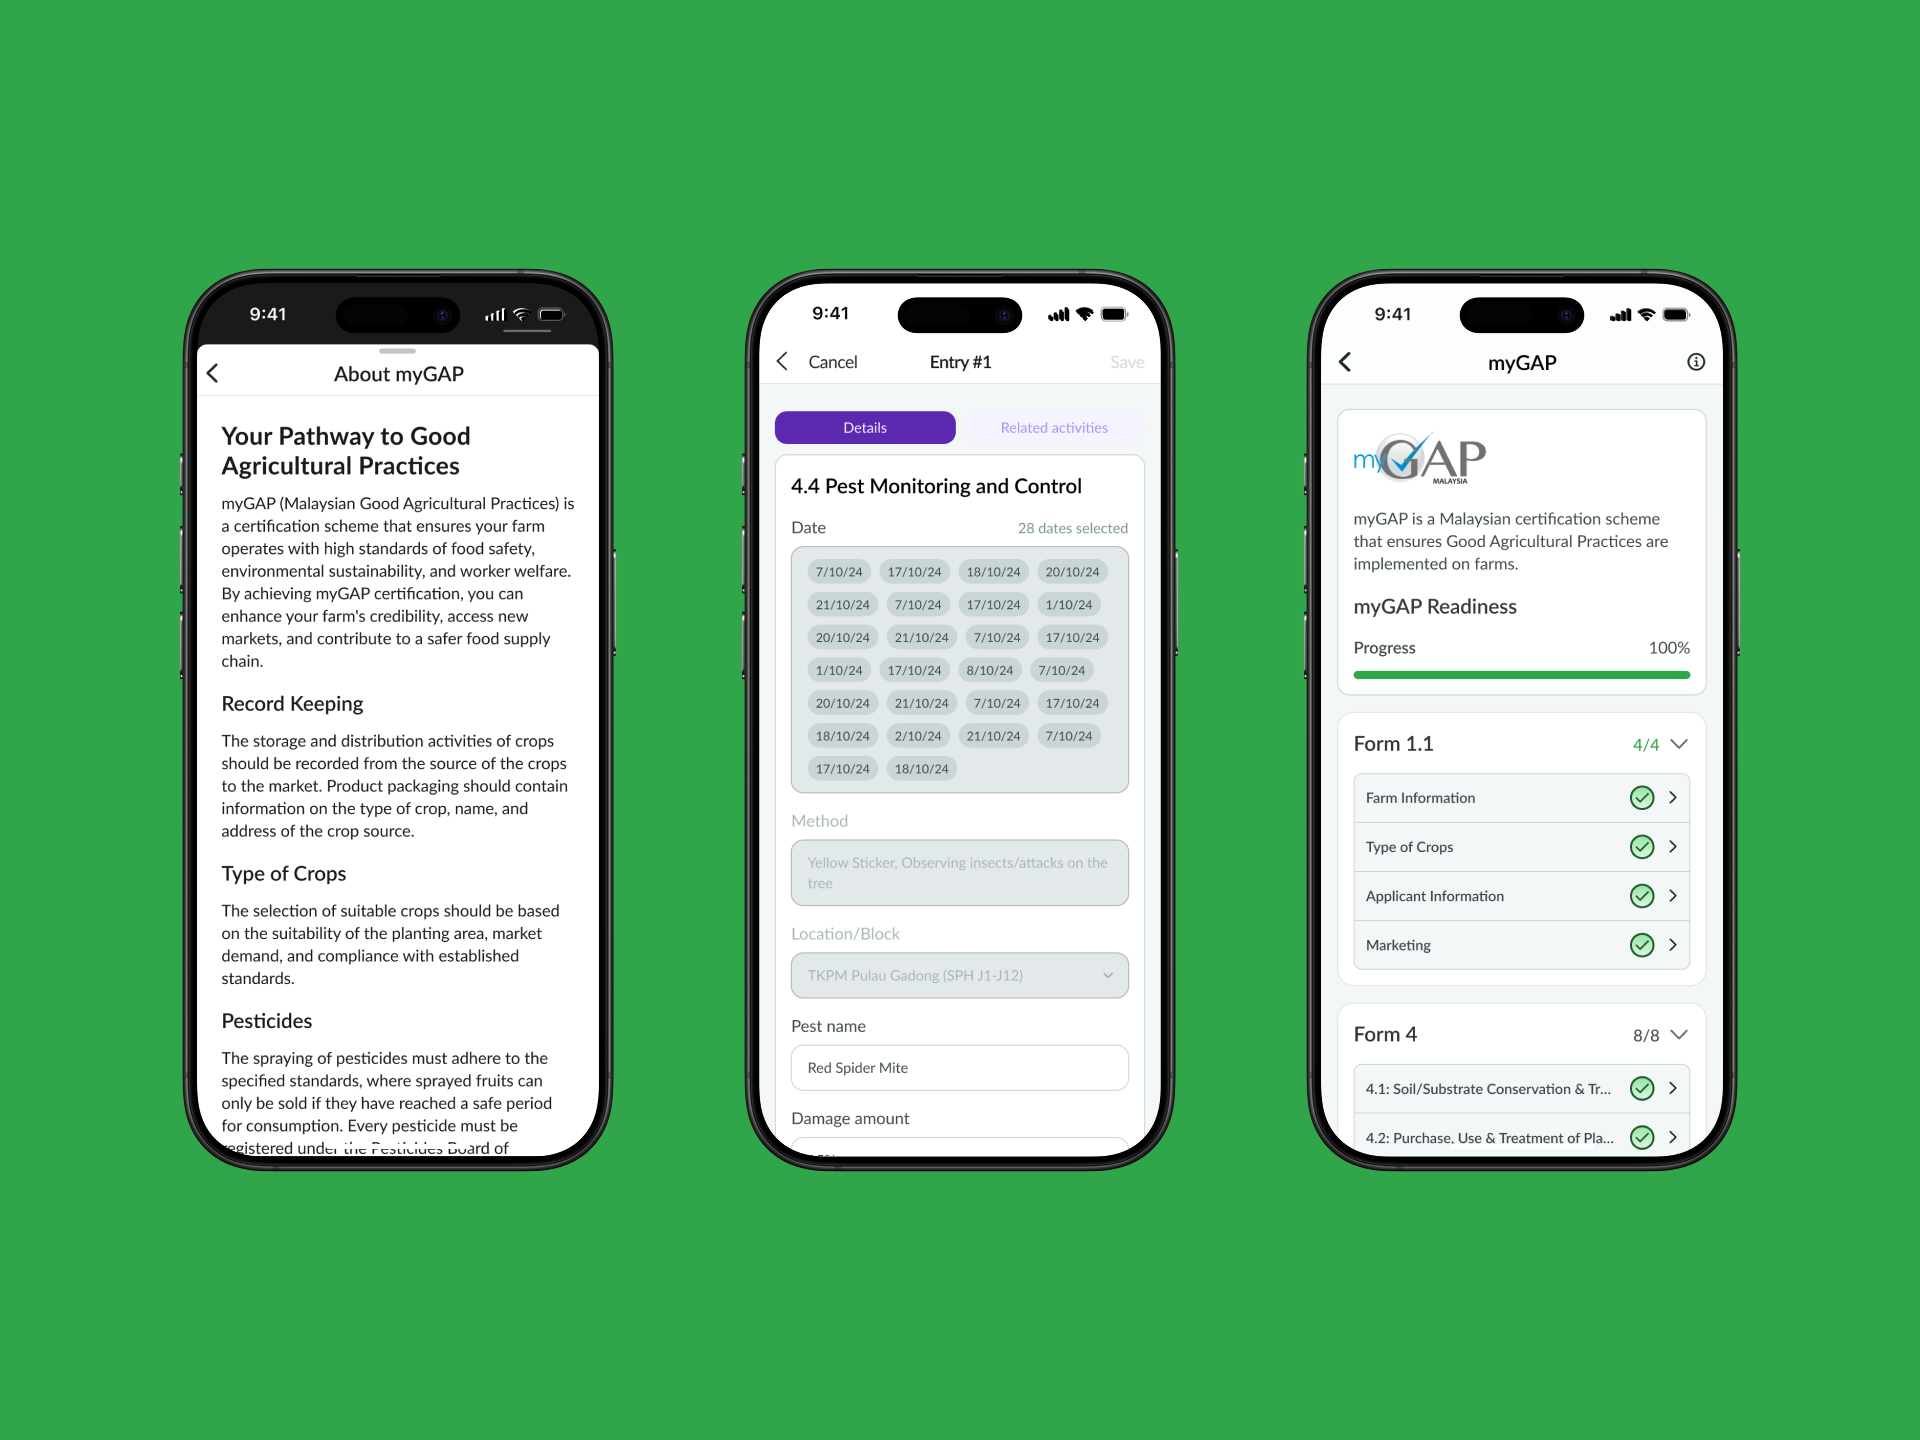 9:41
About myGAP
Your Pathway to Good
Agricultural Practices
myGAP (Malaysian Good Agricultural Practices) is
a certification scheme that ensures your farm
operates with high standards of food safety,
environmental sustainability, and worker welfare.
By achieving myGAP certification, you can
enhance your farm's credibility, access new
markets, and contribute to a safer food supply
chain.
Record Keeping
The storage and distribution activities of crops
should be recorded from the source of the crops
to the market. Product packaging should contain
information on the type of crop, name, and
address of the crop source.
Type of Crops
The selection of suitable crops should be based
on the suitability of the planting area, market
demand, and compliance with established
standards.
Pesticides
The spraying of pesticides must adhere to the
specified standards, where sprayed fruits can
only be sold if they have reached a safe period
for consumption. Every pesticide must be
registered under the Pesticides Board of
9:41
Cancel Entry #1 Save
Details Related activities
4.4 Pest Monitoring and Control
Date 28 dates selected
7/10/24 17/10/24 18/10/24 20/10/24
21/10/24 7/10/24 17/10/24 1/10/24
20/10/24 21/10/24 7/10/24 17/10/24
1/10/24 17/10/24 8/10/24 7/10/24
20/10/24 21/10/24 7/10/24 17/10/24
18/10/24 2/10/24 21/10/24 7/10/24
17/10/24 18/10/24
Method
Yellow Sticker, Observing insects/attacks on the
tree
Location/Block
TKPM Pulau Gadong (SPH J1-J12)
Pest name
Red Spider Mite
Damage amount
9:41
myGAP
myGAP
MALAYSIA
myGAP is a Malaysian certification scheme
that ensures Good Agricultural Practices are
implemented on farms.
myGAP Readiness
Progress 100%
Form 1.1 4/4
Farm Information
Type of Crops
Applicant Information
Marketing
Form 4 8/8
4.1: Soil/Substrate Conservation & Tr...
4.2: Purchase, Use & Treatment of Pla...